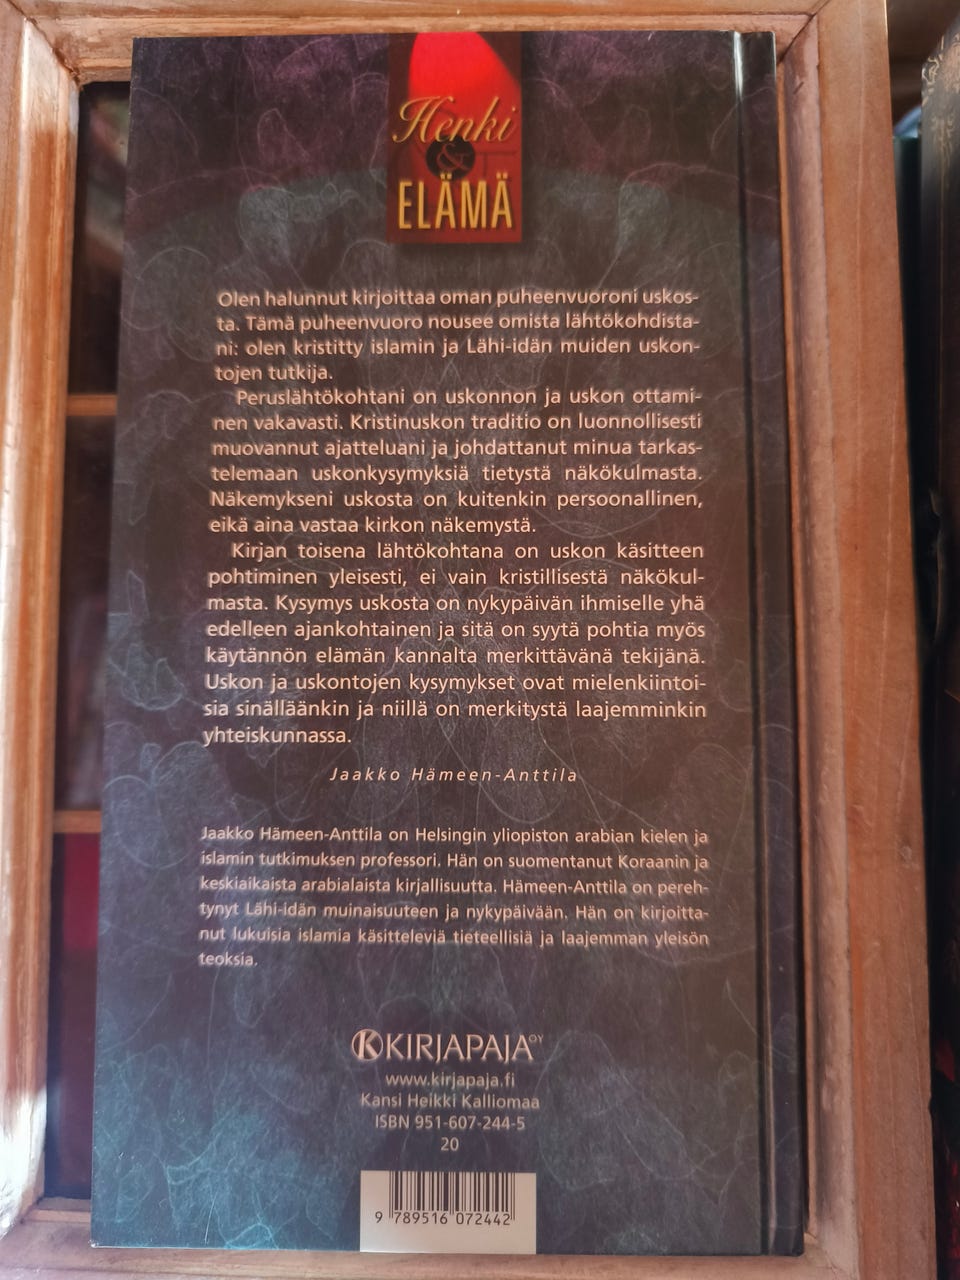 Henki
&
ELÄMÄ
Olen halunnut kirjoittaa oman puheenvuoroni uskos-
ta. Tämä puheenvuoro nousee omista lähtökohdista-
ni: olen kristitty islamin ja Lähi-idän muiden uskon-
tojen tutkija.
Peruslähtökohtani on uskonnon ja uskon ottami-
nen vakavasti. Kristinuskon traditio on luonnollisesti
muovannut ajatteluani ja johdattanut minua tarkas-
telemaan uskonkysymyksiä tietystä näkökulmasta.
Näkemykseni uskosta on kuitenkin persoonallinen,
eikä aina vastaa kirkon näkemystä.
Kirjan toisena lähtökohtana on uskon käsitteen
pohtiminen yleisesti, ei vain kristillisestä näkökul-
masta. Kysymys uskosta on nykypäivän ihmiselle yhä
edelleen ajankohtainen ja sitä on syytä pohtia myös
käytännön elämän kannalta merkittävänä tekijänä.
Uskon ja uskontojen kysymykset ovat mielenkiintoi-
sia sinälläänkin ja niillä on merkitystä laajemminkin
yhteiskunnassa.
Jaakko Hämeen-Anttila
Jaakko Hämeen-Anttila on Helsingin yliopiston arabian kielen ja
islamin tutkimuksen professori. Hän on suomentanut Koraanin ja
keskiaikaista arabialaista kirjallisuutta. Hämeen-Anttila on pereh-
tynyt Lähi-idän muinaisuuteen ja nykypäivään. Hän on kirjoitta-
nut lukuisia islamia käsitteleviä tieteellisiä ja laajemman yleisön
teoksia.
KIRJAPAJA OY
www.kirjapaja.fi
Kansi Heikki Kalliomaa
ISBN 951-607-244-5
20
9 789516 072442